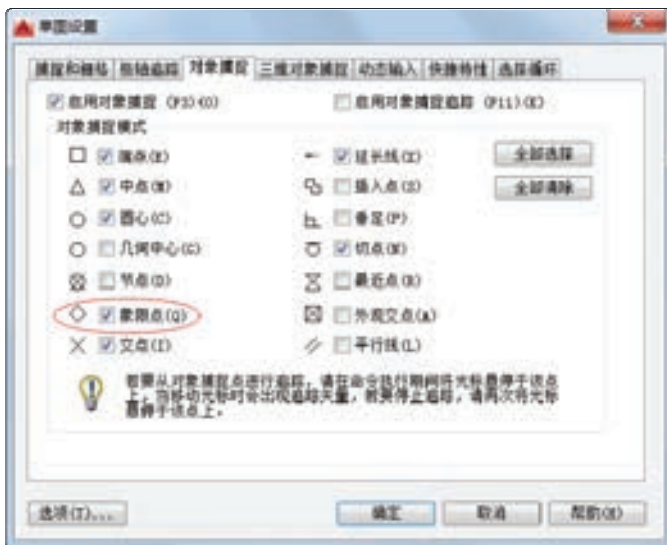 草图设置
捕捉和栅格 极轴追踪 对象捕捉 三维对象捕捉 动态输入 快捷特性 选择循环
启用对象捕捉 (F3)(O) 启用对象捕捉追踪 (F11)(K)
对象捕捉模式
端点(E) 延长线(X) 全部选择
中点(M) 插入点(S) 全部清除
圆心(C) 垂足(P)
几何中心(G) 切点(N)
节点(D) 最近点(R)
象限点(Q) 外观交点(A)
交点(I) 平行线(L)
若要从对象捕捉点进行追踪，请在命令执行期间将光标悬停于该点
上，当移动光标时会出现追踪矢量，若要停止追踪，请再次将光标
悬停于该点上。
选项(T)... 确定 取消 帮助(H)